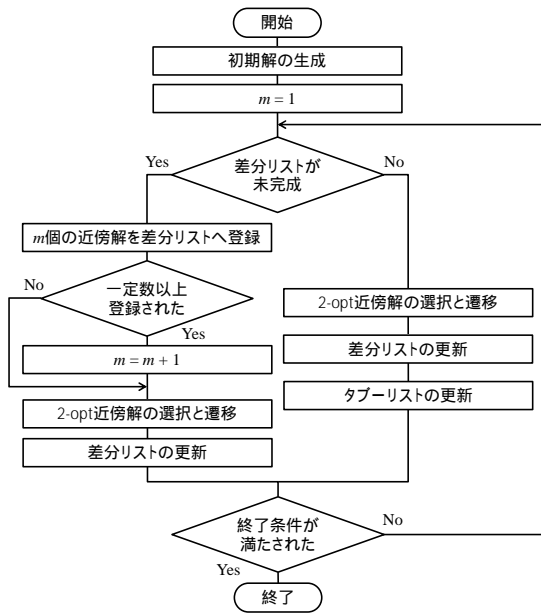 開始
初期解の生成
m = 1
差分リストが
未完成
Yes
No
m個の近傍解を差分リストへ登録
一定数以上
登録された
No
Yes
m = m + 1
2-opt近傍解の選択と遷移
差分リストの更新
2-opt近傍解の選択と遷移
差分リストの更新
タブーリストの更新
終了条件が
満たされた
No
Yes
終了